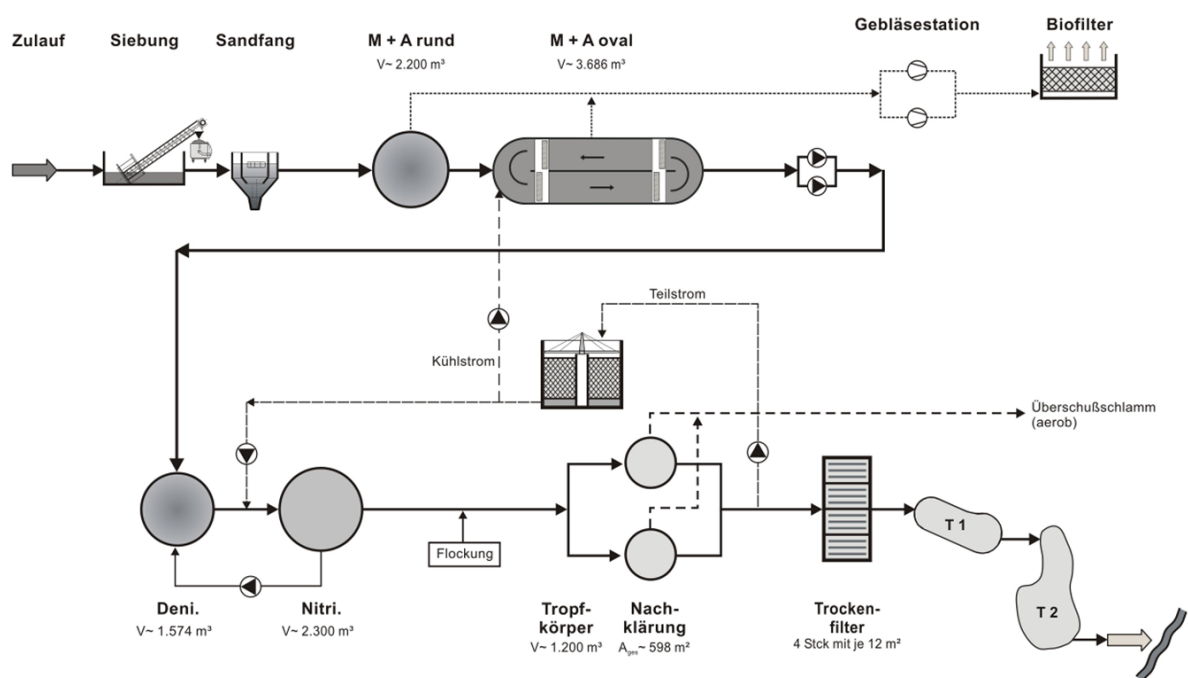 Zulauf
Siebung
Sandfang
M + A rund
V~ 2.200 m³
M + A oval
V~ 3.686 m³
Gebläsestation
Biofilter
Teilstrom
Kühlstrom
Überschußschlamm
(aerob)
Flockung
T 1
T 2
Deni.
V~ 1.574 m³
Nitri.
V~ 2.300 m³
Tropf-
körper
V~ 1.200 m³
Nach-
klärung
Ages~ 598 m²
Trocken-
filter
4 Stck mit je 12 m²